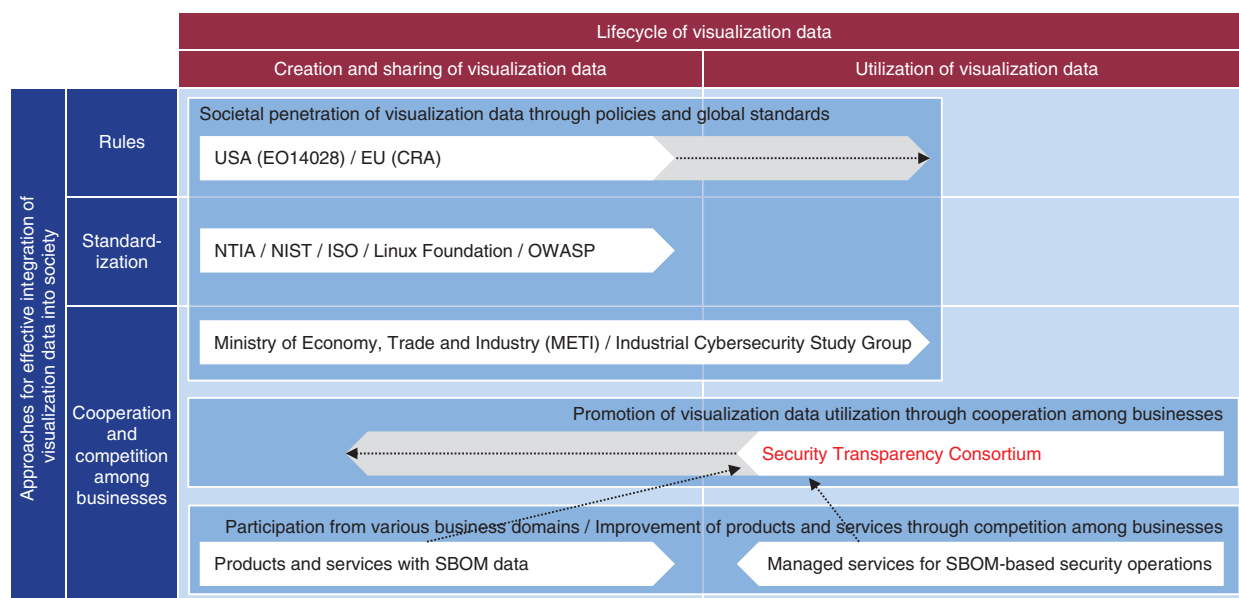 Lifecycle of visualization data
Creation and sharing of visualization data
Utilization of visualization data
Approaches for effective integration of
visualization data into society
Rules
Societal penetration of visualization data through policies and global standards
USA (EO14028) / EU (CRA)
Standard-
ization
NTIA / NIST / ISO / Linux Foundation / OWASP
Cooperation
and
competition
among
businesses
Ministry of Economy, Trade and Industry (METI) / Industrial Cybersecurity Study Group
Promotion of visualization data utilization through cooperation among businesses
Security Transparency Consortium
Participation from various business domains / Improvement of products and services through competition among businesses
Products and services with SBOM data
Managed services for SBOM-based security operations